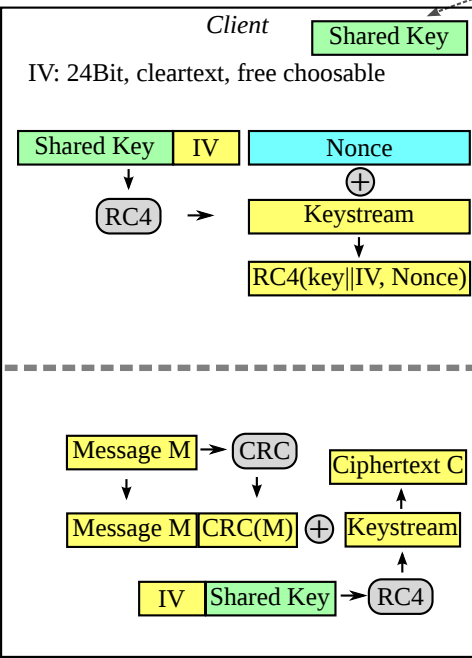 Client
Shared Key
IV: 24Bit, cleartext, free choosable
Shared Key IV Nonce
+
RC4 Keystream
RC4(key||IV, Nonce)
Message M CRC
Ciphertext C
Message M CRC(M) + Keystream
IV Shared Key RC4